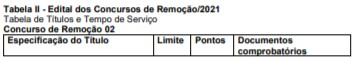 Tabela II - Edital dos Concursos de Remoção/2021
Tabela de Títulos e Tempo de Serviço
Concurso de Remoção 02
Especificação do Título Limite Pontos Documentos
comprobatórios